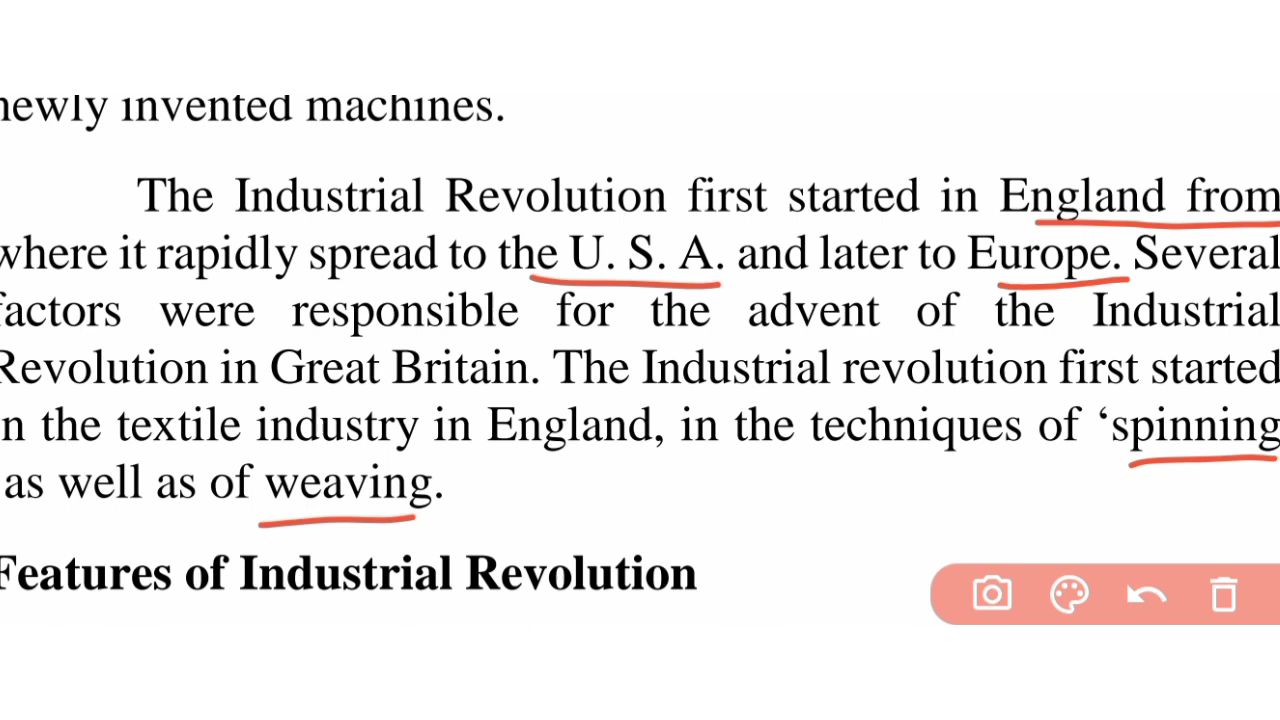 newly invented machines.
The Industrial Revolution first started in England from
where it rapidly spread to the U. S. A. and later to Europe. Several
factors were responsible for the advent of the Industrial
Revolution in Great Britain. The Industrial revolution first started
in the textile industry in England, in the techniques of ‘spinning
as well as of weaving.
Features of Industrial Revolution